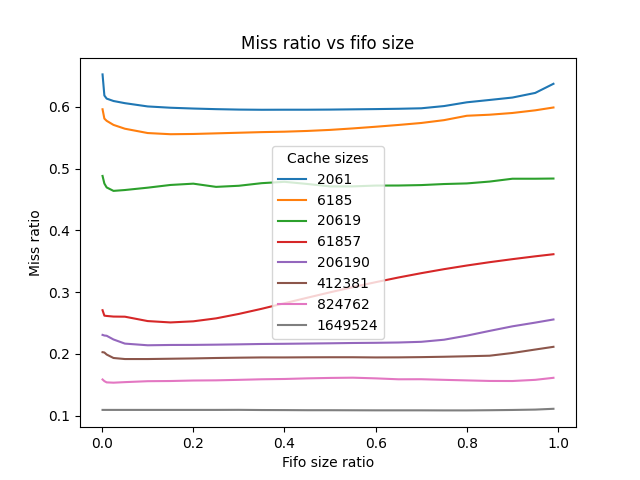 Miss ratio vs fifo size
Miss ratio
0.6
0.5
0.4
0.3
0.2
0.1
Cache sizes
2061
6185
20619
61857
206190
412381
824762
1649524
0.0 0.2 0.4 0.6 0.8 1.0
Fifo size ratio